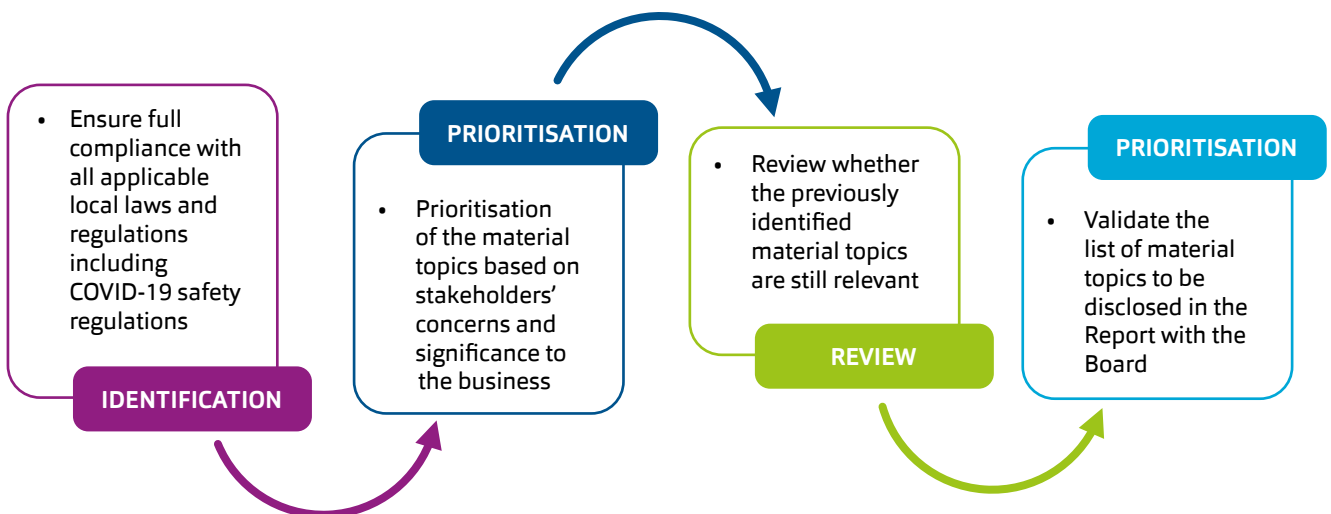 • Ensure full
compliance with
all applicable
local laws and
regulations
including
COVID-19 safety
regulations
IDENTIFICATION
PRIORITISATION
• Prioritisation
of the material
topics based on
stakeholders’
concerns and
significance to
the business
• Review whether
the previously
identified
material topics
are still relevant
REVIEW
PRIORITISATION
• Validate the
list of material
topics to be
disclosed in the
Report with the
Board